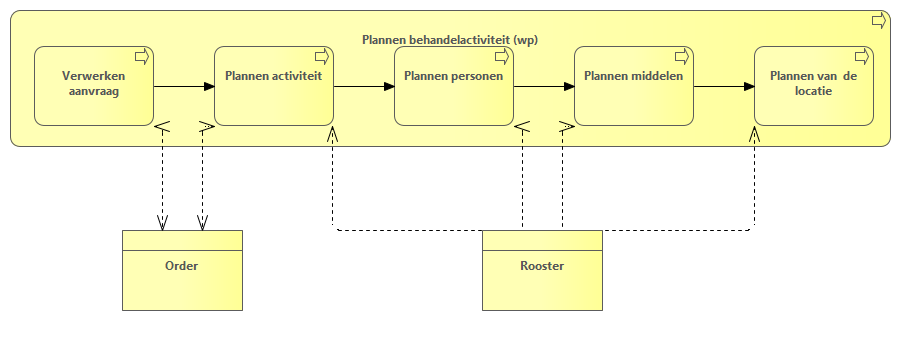 Plannen behandelactiviteit (wp)
Verwerken
aanvraag
Plannen activiteit
Plannen personen
Plannen middelen
Plannen van  de
locatie
Order
Rooster